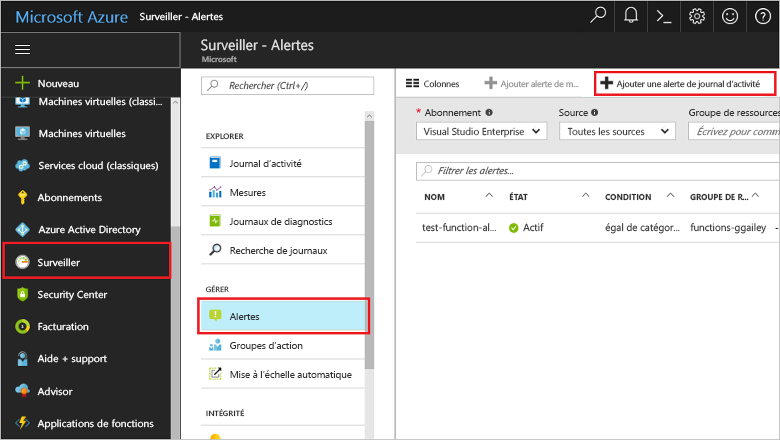 Microsoft Azure Surveiller - Alertes
Nouveau
Machines virtuelles (classi...
Machines virtuelles
Services cloud (classiques)
Abonnements
Azure Active Directory
Surveiller
Security Center
Facturation
Aide + support
Advisor
Applications de fonctions
Surveiller - Alertes
Microsoft
Rechercher (Ctrl+/)
EXPLORER
Journal d'activité
Mesures
Journaux de diagnostics
Recherche de journaux
GÉRER
Alertes
Groupes d'action
Mise à l'échelle automatique
INTÉGRITÉ
Colonnes Ajouter alerte de m... Ajouter une alerte de journal d'activité
* Abonnement Source Groupe de ressources
Visual Studio Enterprise Toutes les sources Écrivez pour comm
Filtrer les alertes...
NOM ÉTAT CONDITION GROUPE DE R...
test-function-al... Actif égal de catégor... functions-ggailey -